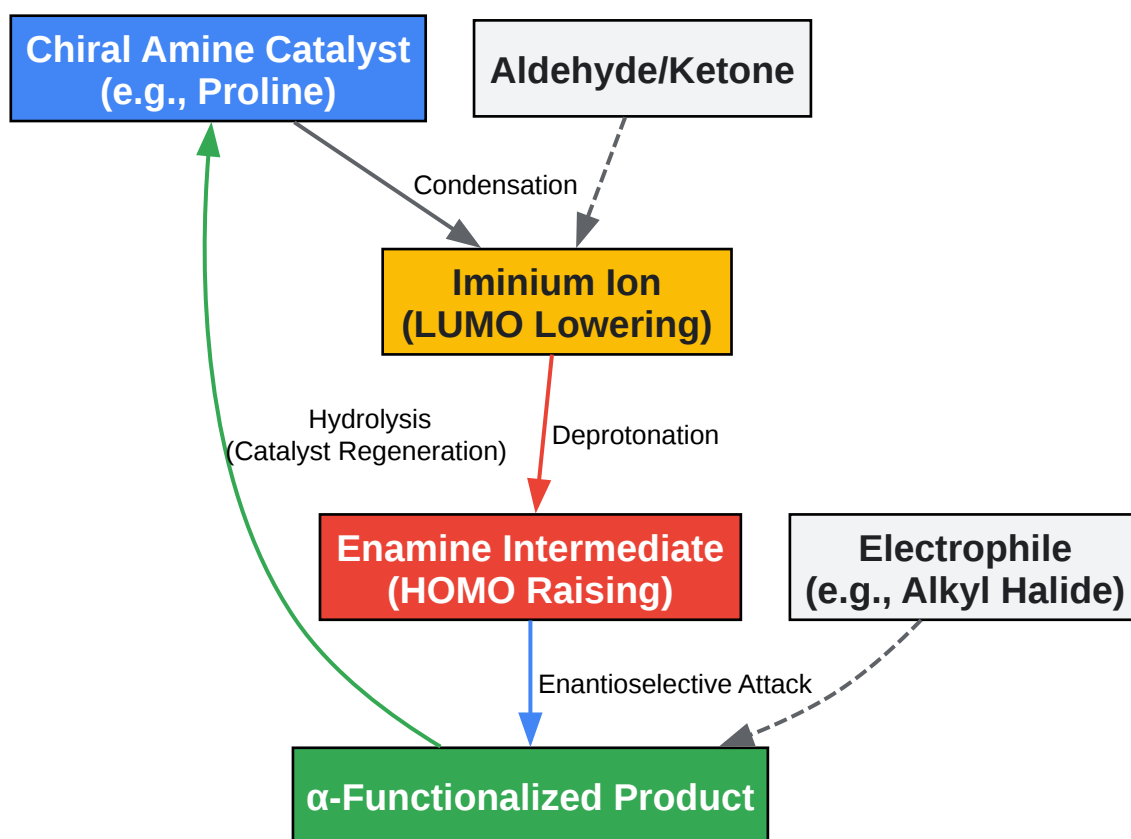 Chiral Amine Catalyst
(e.g., Proline)
Aldehyde/Ketone
Condensation
Iminium Ion
(LUMO Lowering)
Hydrolysis
(Catalyst Regeneration)
Deprotonation
Enamine Intermediate
(HOMO Raising)
Electrophile
(e.g., Alkyl Halide)
Enantioselective Attack
α-Functionalized Product